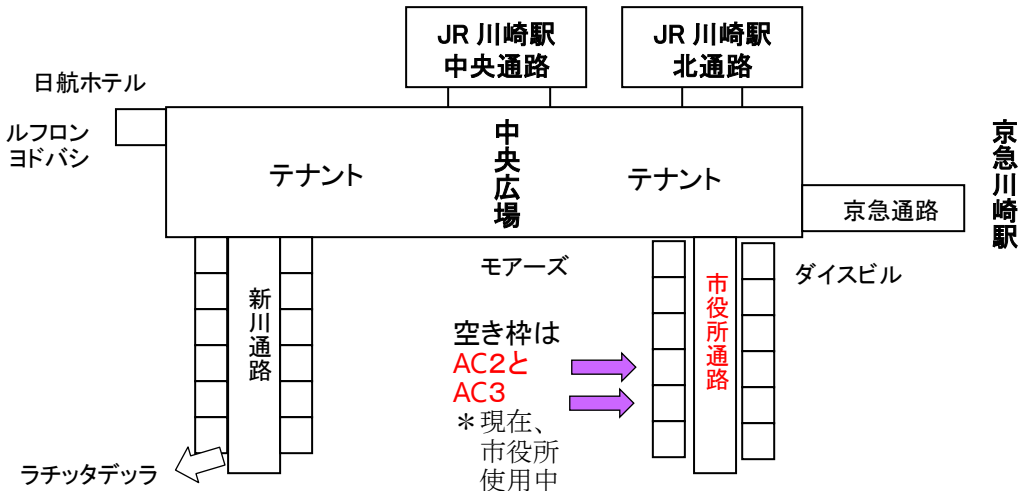 JR 川崎駅
中央通路
JR 川崎駅
北通路
日航ホテル
ルフロン
ヨドバシ
テナント
中央広場
テナント
京急通路
京急川崎駅
モアーズ
ダイスビル
新川通路
市役所通路
空き枠は
AC2と
AC3
＊現在、
市役所
使用中
ラチッタデッラ